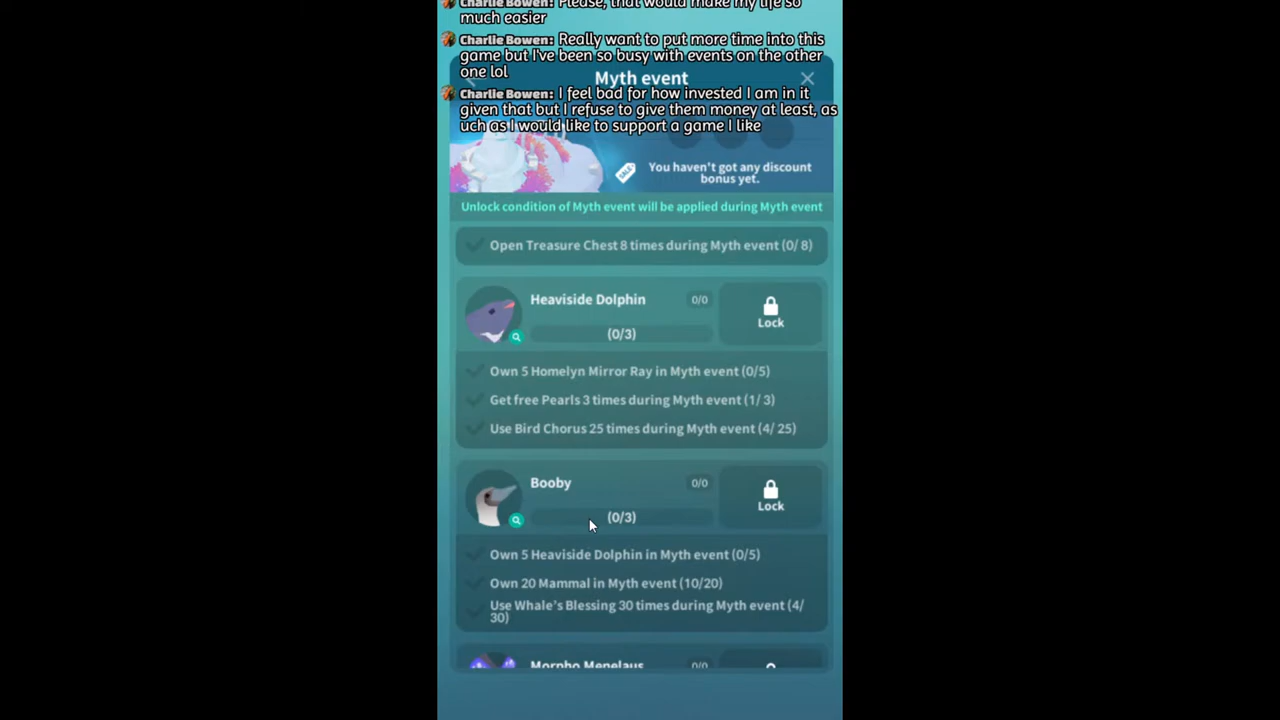 Charlie Bowen: Please, that would make my life so
much easier
Charlie Bowen: Really want to put more time into this
game but I've been so busy with events on the other
one lol
Myth event
Charlie Bowen: I feel bad for how invested I am in it
given that but I refuse to give them money at least, as
uch as I would like to support a game I like
SALE
You haven't got any discount
bonus yet.
Unlock condition of Myth event will be applied during Myth event
Open Treasure Chest 8 times during Myth event (0/ 8)
Heaviside Dolphin 0/0
Lock
(0/3)
Own 5 Homelyn Mirror Ray in Myth event (0/5)
Get free Pearls 3 times during Myth event (1/ 3)
Use Bird Chorus 25 times during Myth event (4/ 25)
Booby 0/0
Lock
(0/3)
Own 5 Heaviside Dolphin in Myth event (0/5)
Own 20 Mammal in Myth event (10/20)
Use Whale's Blessing 30 times during Myth event (4/
30)
Morpho Menelaus 0/0